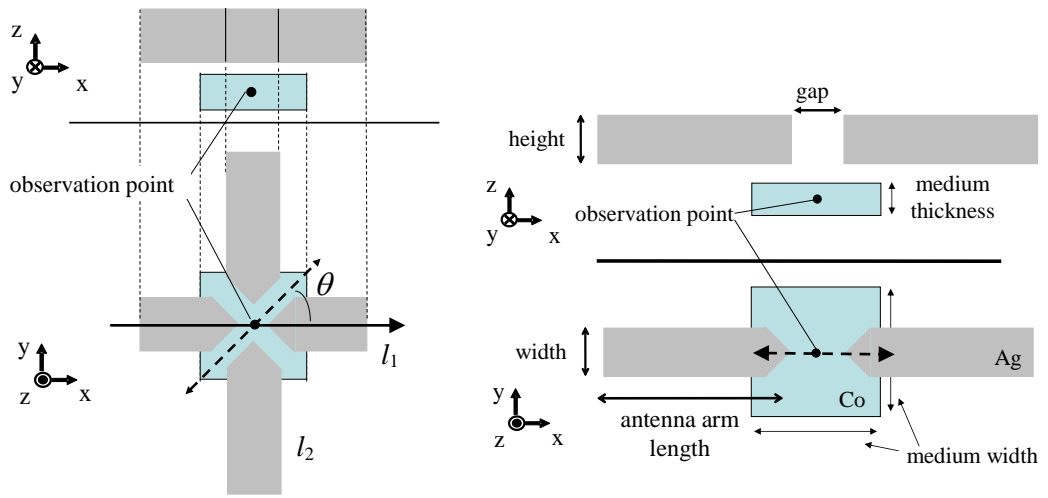 z
y
x
observation point
θ
l1
y
z
x
l2
gap
height
z
y
x
medium
thickness
observation point
width
Ag
Co
y
z
x
antenna arm
length
medium width